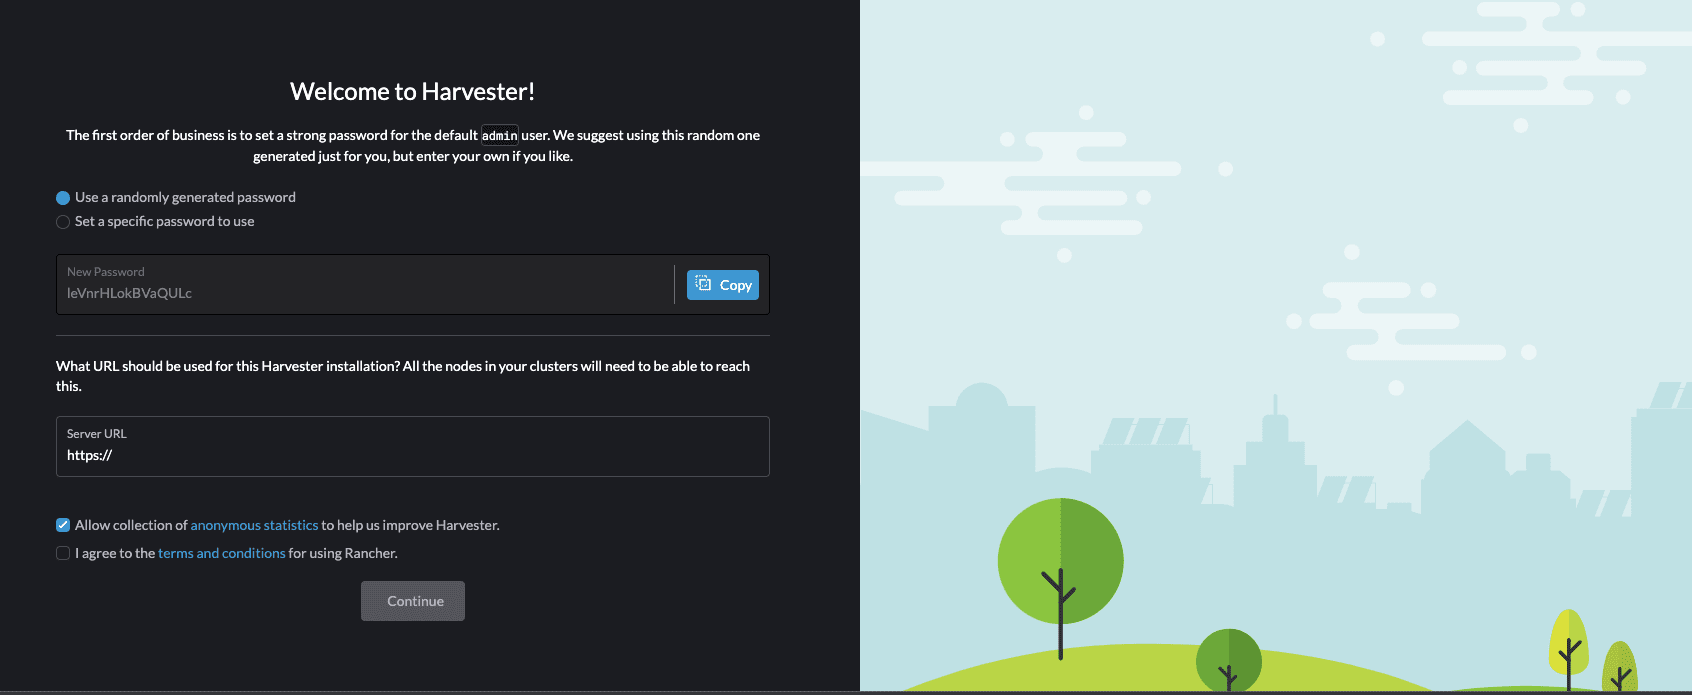 Welcome to Harvester!
The first order of business is to set a strong password for the default admin user. We suggest using this random one
generated just for you, but enter your own if you like.
Use a randomly generated password
Set a specific password to use
New Password
leVnrHLokBVaQULc
Copy
What URL should be used for this Harvester installation? All the nodes in your clusters will need to be able to reach
this.
Server URL
https://
Allow collection of anonymous statistics to help us improve Harvester.
I agree to the terms and conditions for using Rancher.
Continue